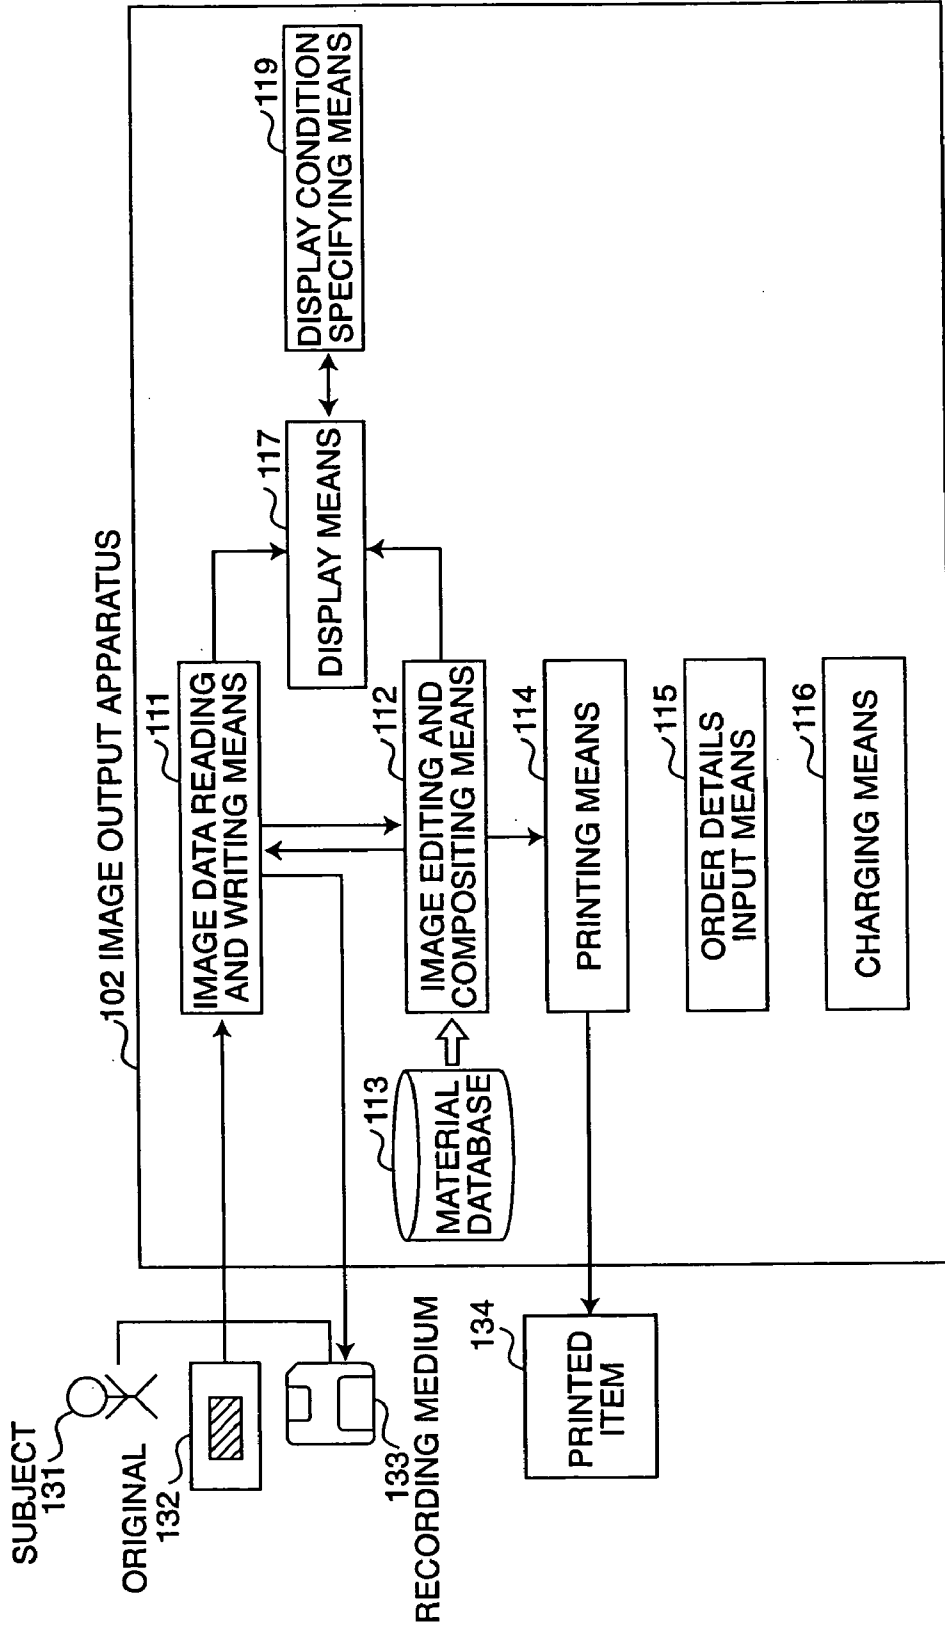 102 IMAGE OUTPUT APPARATUS
SUBJECT
131
ORIGINAL
132
133
RECORDING MEDIUM
111
IMAGE DATA READING
AND WRITING MEANS
117
DISPLAY MEANS
119
DISPLAY CONDITION
SPECIFYING MEANS
113
MATERIAL
DATABASE
112
IMAGE EDITING AND
COMPOSITING MEANS
114
PRINTING MEANS
134
PRINTED
ITEM
115
ORDER DETAILS
INPUT MEANS
116
CHARGING MEANS